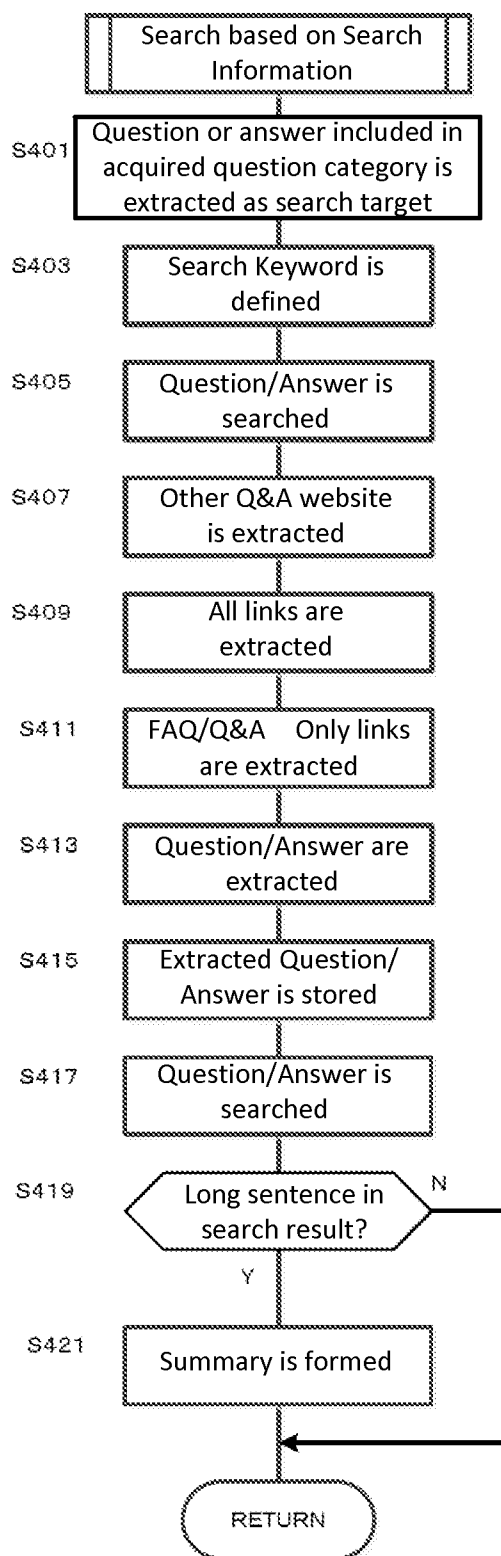 Search based on Search
Information
S401
Question or answer included in
acquired question category is
extracted as search target
S403
Search Keyword is
defined
S405
Question/Answer is
searched
S407
Other Q&A website
is extracted
S409
All links are
extracted
S411
FAQ/Q&A Only links
are extracted
S413
Question/Answer are
extracted
S415
Extracted Question/
Answer is stored
S417
Question/Answer is
searched
S419
Long sentence in
search result?
N
Y
S421
Summary is formed
RETURN